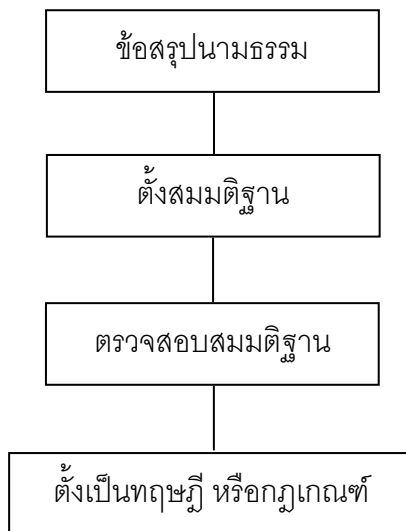 ข้อสรุปนามธรรม
ตั้งสมมติฐาน
ตรวจสอบสมมติฐาน
ตั้งเป็นทฤษฎี หรือกฎเกณฑ์